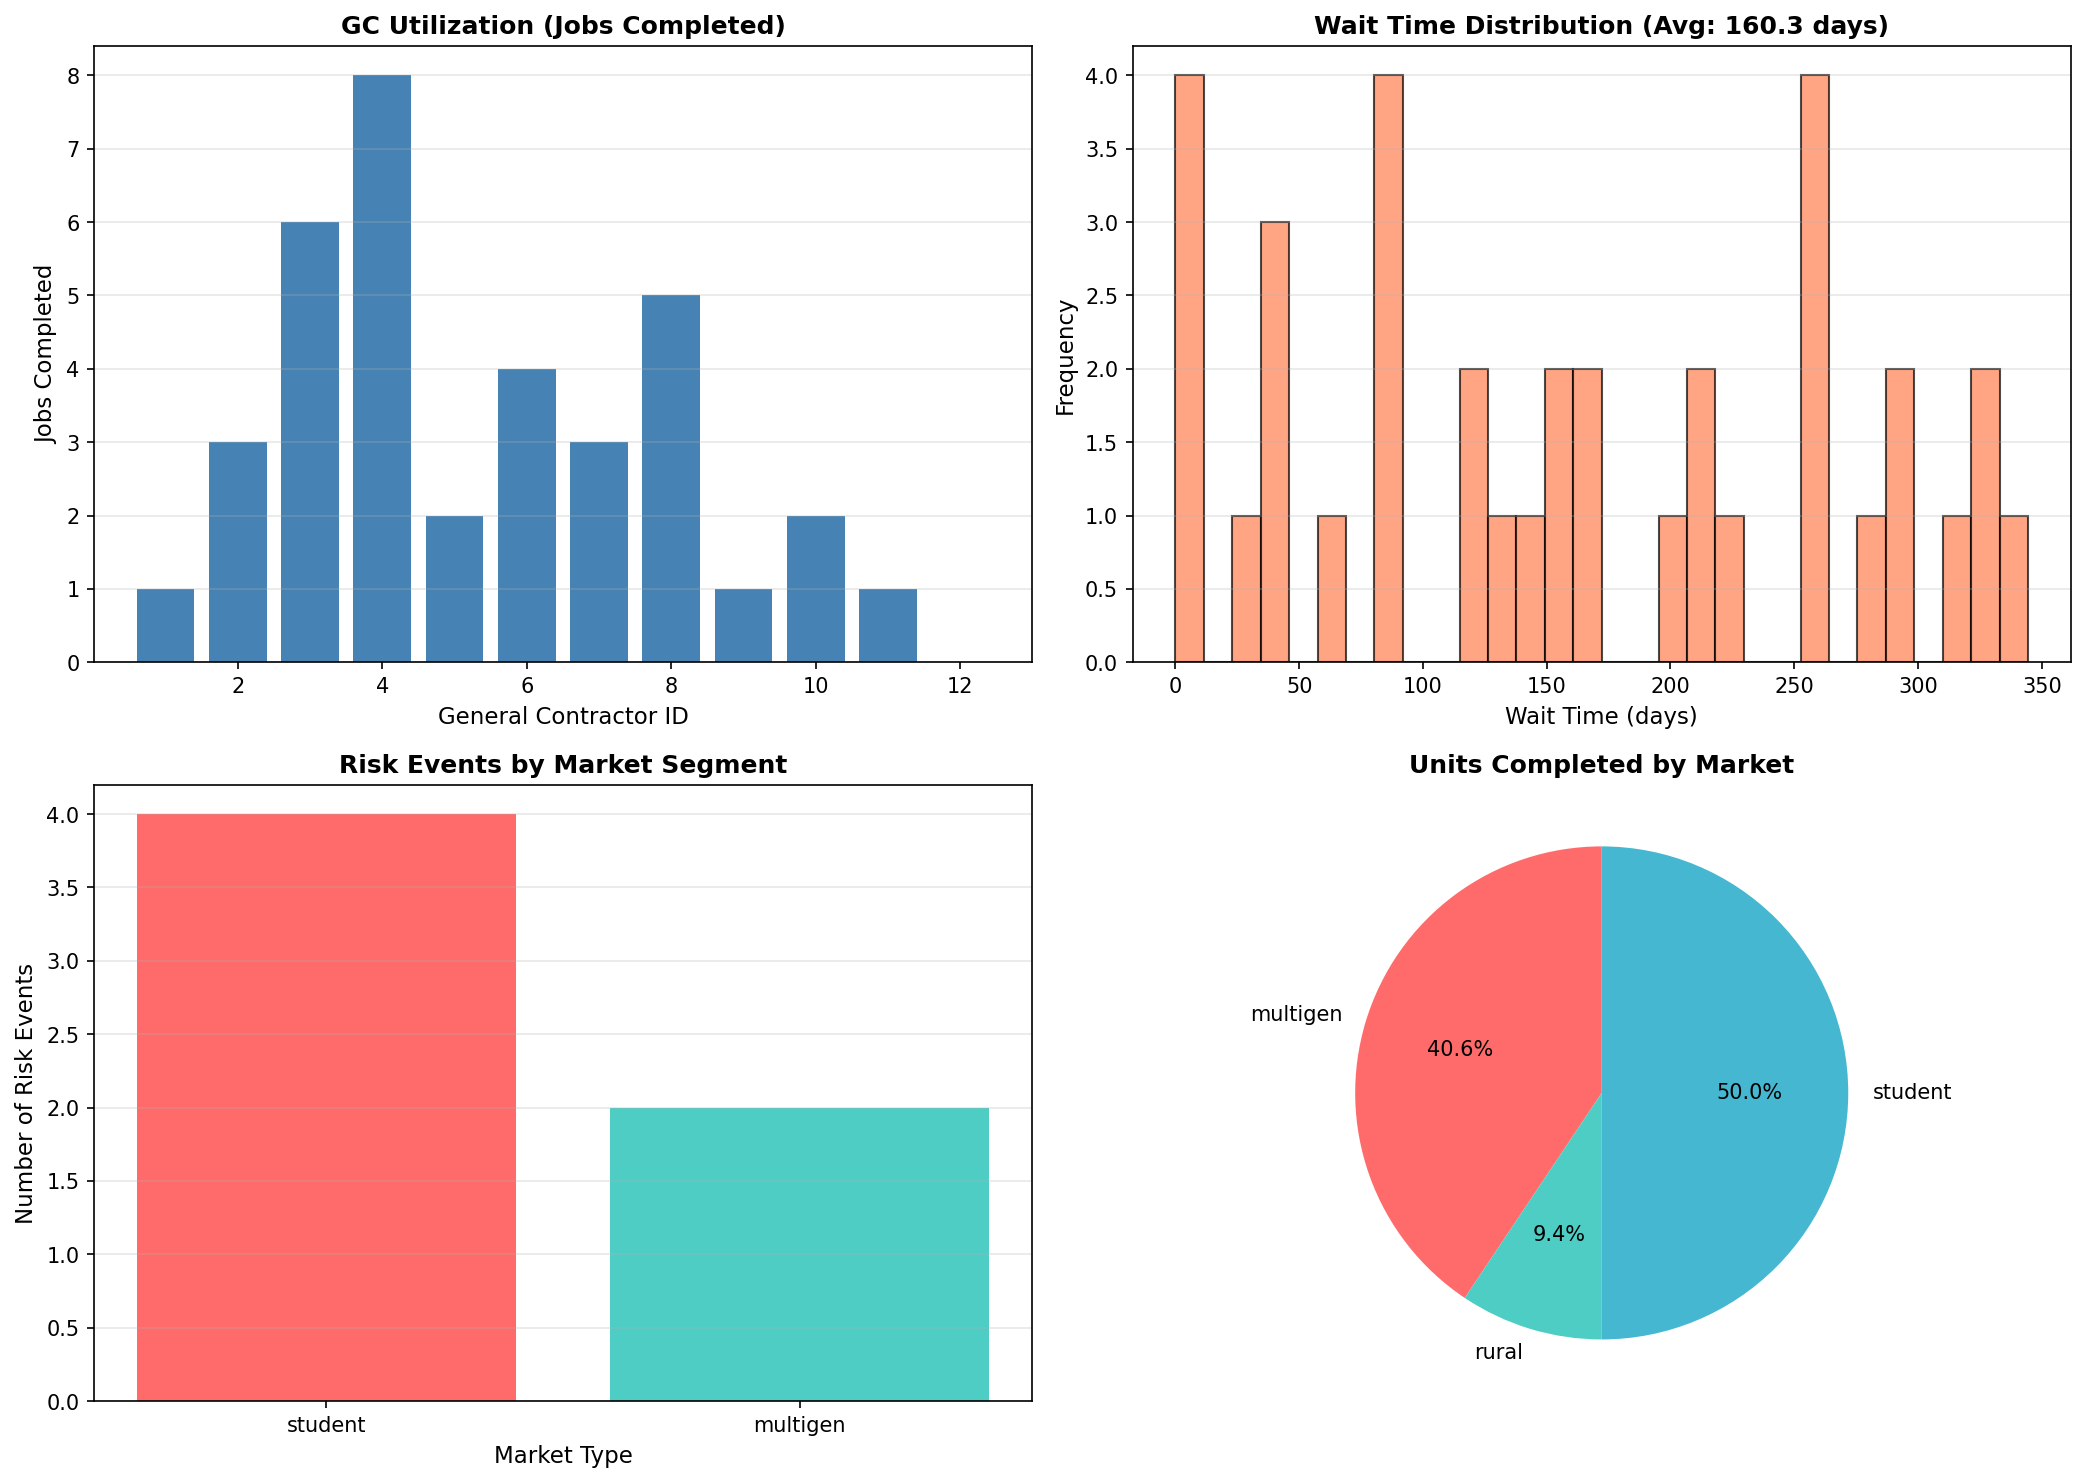 GC Utilization (Jobs Completed)
8
7
6
5
4
3
2
1
0
Jobs Completed
2 4 6 8 10 12
General Contractor ID
Wait Time Distribution (Avg: 160.3 days)
4.0
3.5
3.0
2.5
2.0
1.5
1.0
0.5
0.0
Frequency
0 50 100 150 200 250 300 350
Wait Time (days)
Risk Events by Market Segment
4.0
3.5
3.0
2.5
2.0
1.5
1.0
0.5
0.0
Number of Risk Events
student multigen
Market Type
Units Completed by Market
multigen
40.6%
50.0%
student
9.4%
rural